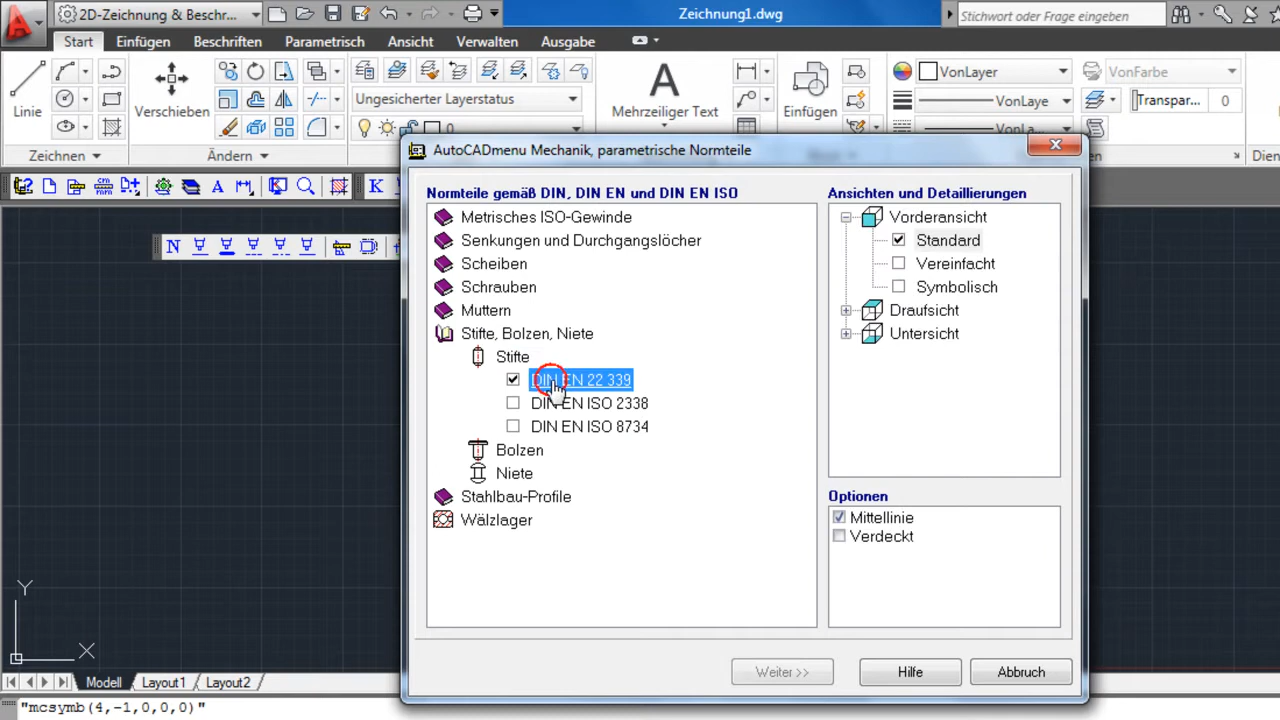 2D-Zeichnung & Beschr...
Zeichnung1.dwg
Stichwort oder Frage eingeben
Start
Einfügen
Beschriften
Parametrisch
Ansicht
Verwalten
Ausgabe
Linie
Verschieben
Ungesicherter Layerstatus
0
Mehrzeiliger Text
Einfügen
VonLayer
VonLaye
VonLa...
VonFarbe
Transpar...
0
Zeichnen
Ändern
AutoCADmenu Mechanik, parametrische Normteile
Normteile gemäß DIN, DIN EN und DIN EN ISO
Metrisches ISO-Gewinde
Senkungen und Durchgangslöcher
Scheiben
Schrauben
Muttern
Stifte, Bolzen, Niete
Stifte
DIN EN 22 339
DIN EN ISO 2338
DIN EN ISO 8734
Bolzen
Niete
Stahlbau-Profile
Wälzlager
Ansichten und Detaillierungen
Vorderansicht
Standard
Vereinfacht
Symbolisch
Draufsicht
Untersicht
Optionen
Mittellinie
Verdeckt
Weiter >>
Hilfe
Abbruch
Y
X
Modell
Layout1
Layout2
"mcsymb(4,-1,0,0,0)"